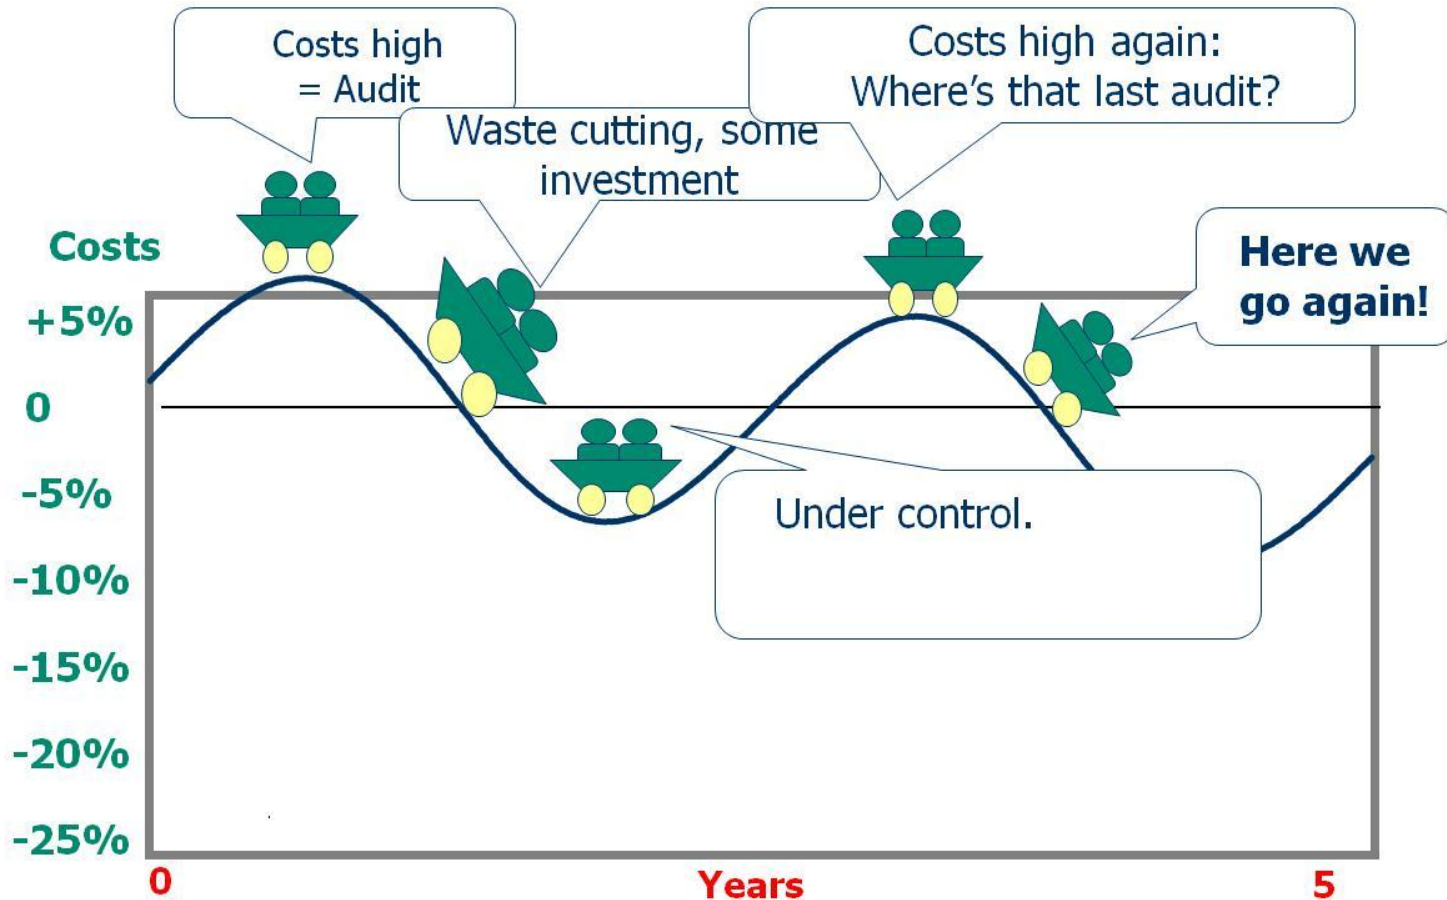 Costs high
= Audit
Waste cutting, some
investment
Costs high again:
Where's that last audit?
Here we
go again!
Under control.
Costs
+5%
0
-5%
-10%
-15%
-20%
-25%
0
Years
5